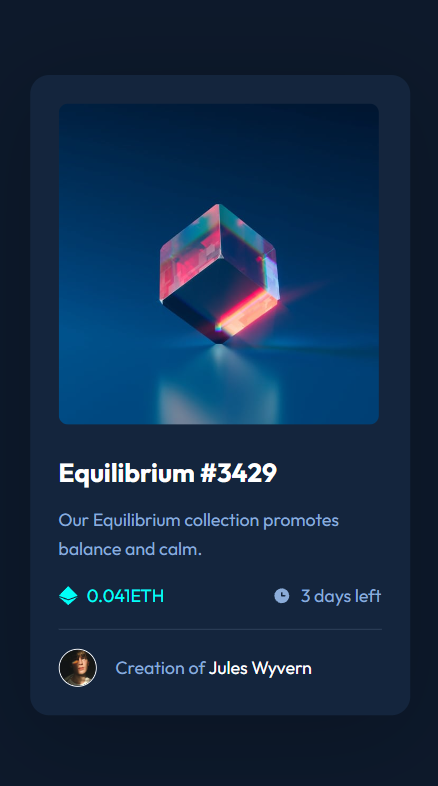 Equilibrium #3429
Our Equilibrium collection promotes
balance and calm.
0.041ETH 3 days left
Creation of Jules Wyvern